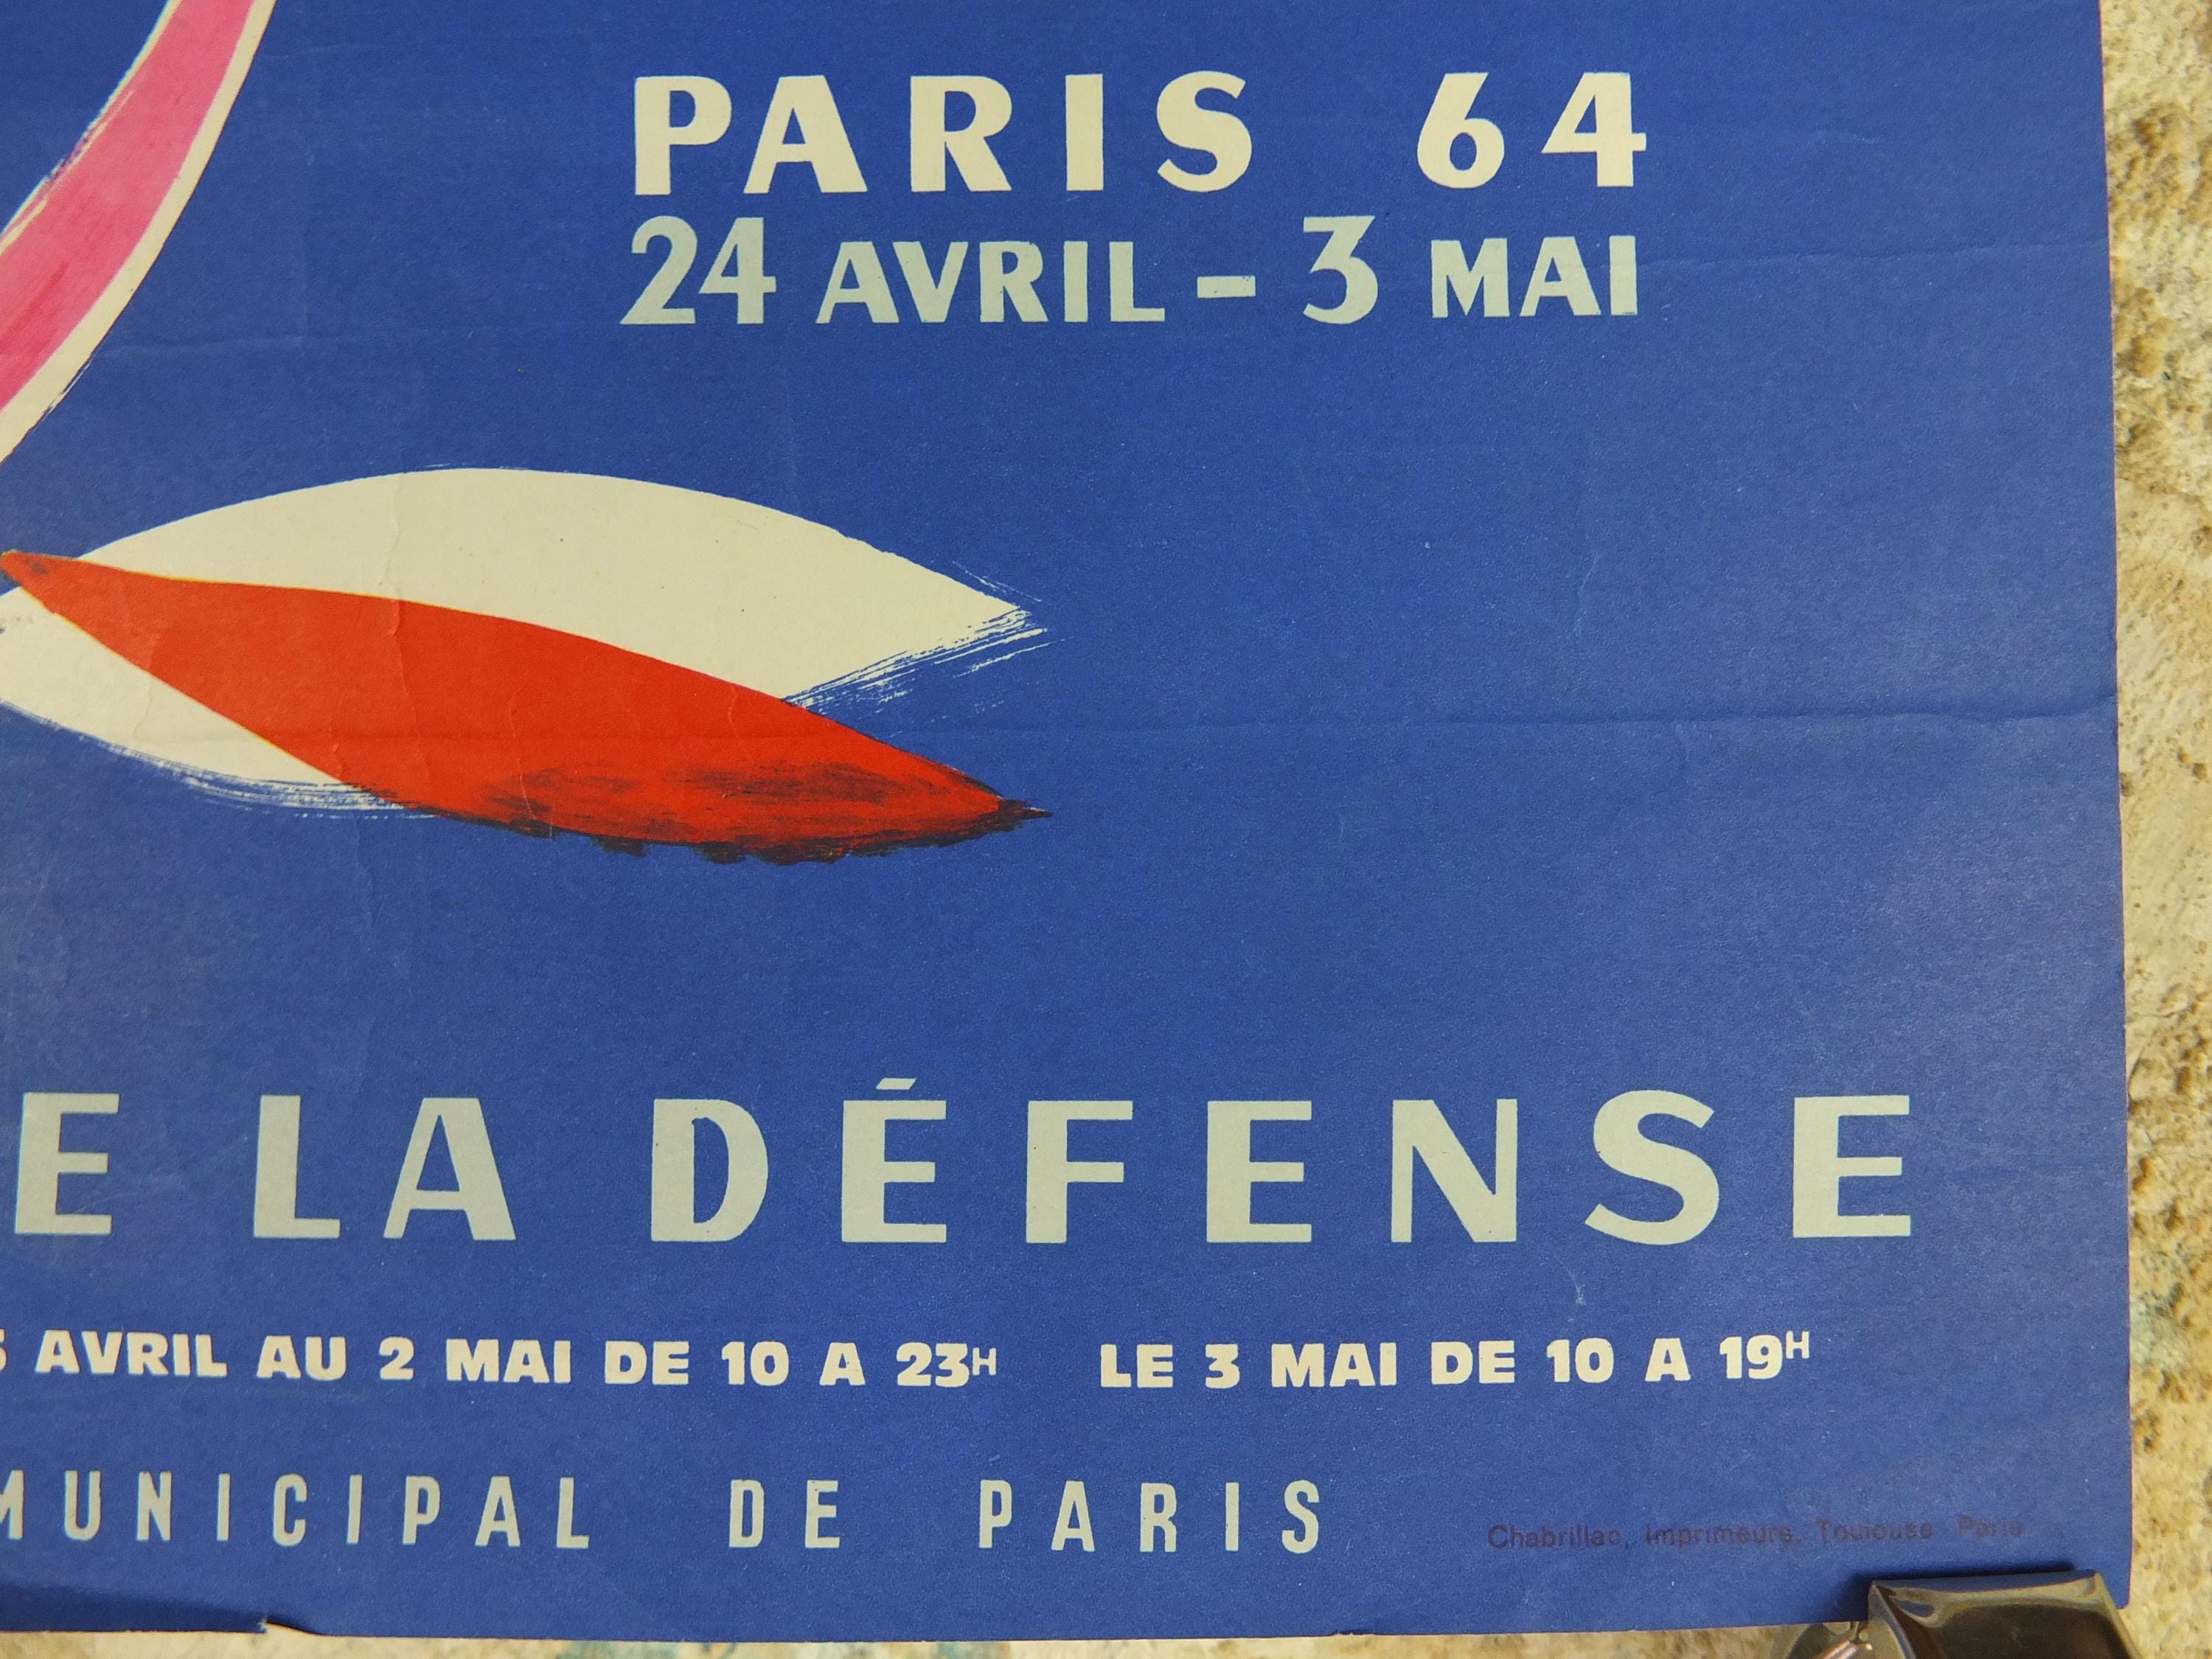 PARIS 64
24 AVRIL - 3 MAI
E LA DÉFENSE
5 AVRIL AU 2 MAI DE 10 A 23H LE 3 MAI DE 10 A 19H
MUNICIPAL DE PARIS
Chabrillac, Imprimeurs. Toulouse Paris